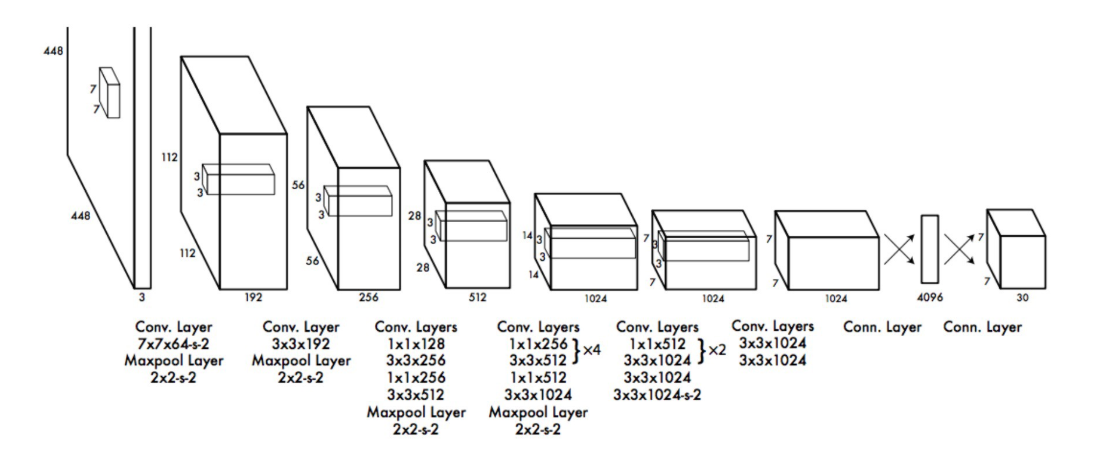 448
7
7
448
3
112
3
3
112
192
56
3
3
56
256
28
3
3
28
512
14
3
3
14
1024
7
3
3
7
1024
7
7
1024
4096
7
7
30
Conv. Layer
7x7x64-s-2
Maxpool Layer
2x2-s-2
Conv. Layer
3x3x192
Maxpool Layer
2x2-s-2
Conv. Layers
1x1x128
3x3x256
1x1x256
3x3x512
Maxpool Layer
2x2-s-2
Conv. Layers
1x1x256
3x3x512 }×4
1x1x512
3x3x1024
Maxpool Layer
2x2-s-2
Conv. Layers
1x1x512
3x3x1024 }×2
3x3x1024
3x3x1024-s-2
Conv. Layers
3x3x1024
3x3x1024
Conn. Layer
Conn. Layer